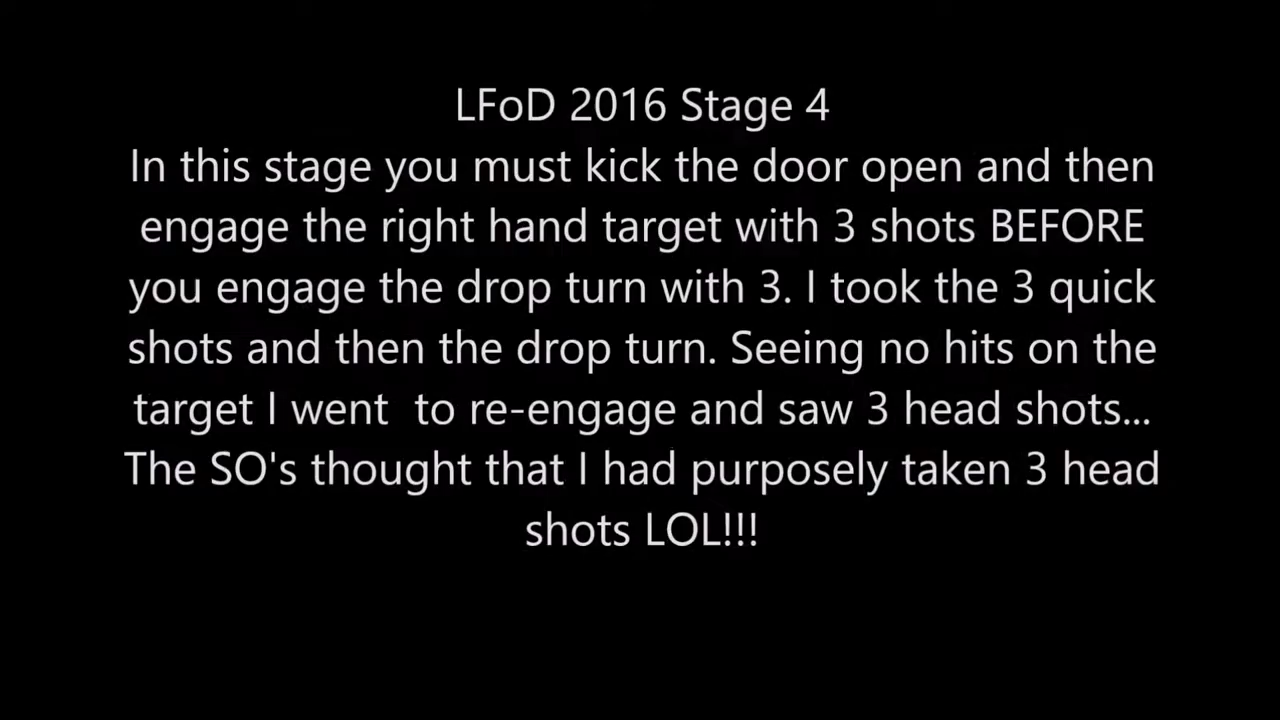 LFoD 2016 Stage 4
In this stage you must kick the door open and then
engage the right hand target with 3 shots BEFORE
you engage the drop turn with 3. I took the 3 quick
shots and then the drop turn. Seeing no hits on the
target I went  to re-engage and saw 3 head shots...
The SO's thought that I had purposely taken 3 head
shots LOL!!!